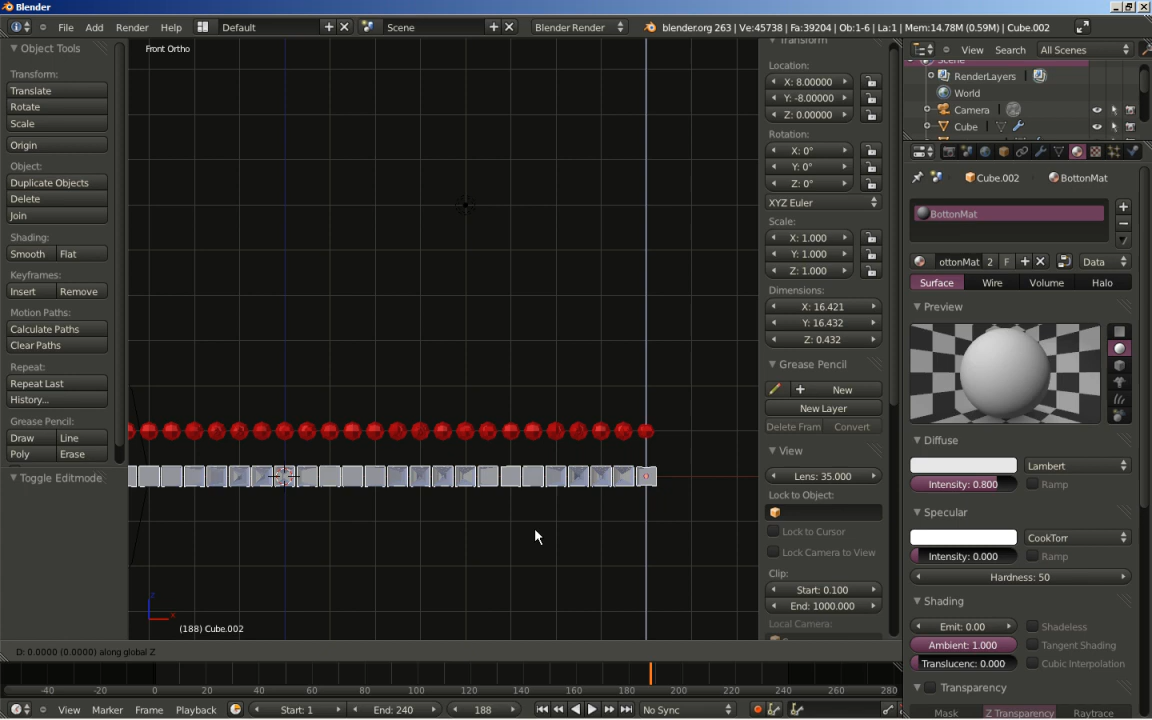 Blender
File Add Render Help Default Scene Blender Render blender.org 263 | Ve:45738 | Fa:39204 | Ob:1-6 | La:1 | Mem:14.78M (0.59M) | Cube.002
Object Tools
Transform:
Translate
Rotate
Scale
Origin
Object:
Duplicate Objects
Delete
Join
Shading:
Smooth Flat
Keyframes:
Insert Remove
Motion Paths:
Calculate Paths
Clear Paths
Repeat:
Repeat Last
History...
Grease Pencil:
Draw Line
Poly Erase
Toggle Editmode
Front Ortho
z
x
(188) Cube.002
Transform
Location:
X: 8.00000
Y: -8.00000
Z: 0.00000
Rotation:
X: 0°
Y: 0°
Z: 0°
XYZ Euler
Scale:
X: 1.000
Y: 1.000
Z: 1.000
Dimensions:
X: 16.421
Y: 16.432
Z: 0.432
Grease Pencil
New
New Layer
Delete Fram Convert
View
Lens: 35.000
Lock to Object:
Lock to Cursor
Lock Camera to View
Clip:
Start: 0.100
End: 1000.000
Local Camera:
View Search All Scenes
Scene
RenderLayers
World
Camera
Cube
Cube.002 BottonMat
BottonMat
ottonMat 2 F Data
Surface Wire Volume Halo
Preview
Diffuse
Lambert
Intensity: 0.800 Ramp
Specular
CookTorr
Intensity: 0.000 Ramp
Hardness: 50
Shading
Emit: 0.00 Shadeless
Ambient: 1.000 Tangent Shading
Translucenc: 0.000 Cubic Interpolation
Transparency
Mask Z Transparency Raytrace
D: 0.0000 (0.0000) along global Z
-40 -20 0 20 40 60 80 100 120 140 160 180 200 220 240 260 280
View Marker Frame Playback Start: 1 End: 240 188 No Sync